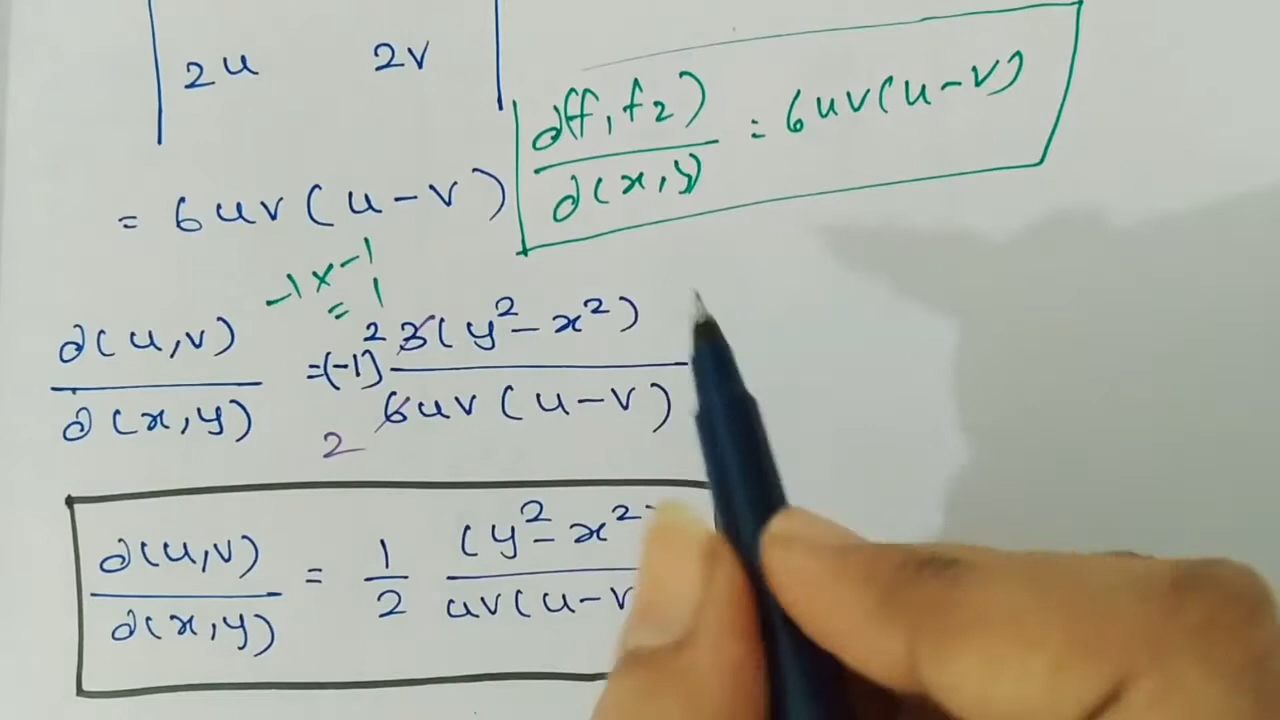 2u 2v
∂(f₁, f₂)/∂(x, y) = 6uv(u-v)
= 6uv(u-v)
-1 x -1
= 1
∂(u,v)/∂(x,y) = (-1)² 3(y²-x²)/6uv(u-v)
2
∂(u,v)/∂(x,y) = 1/2 (y²-x²)/uv(u-v